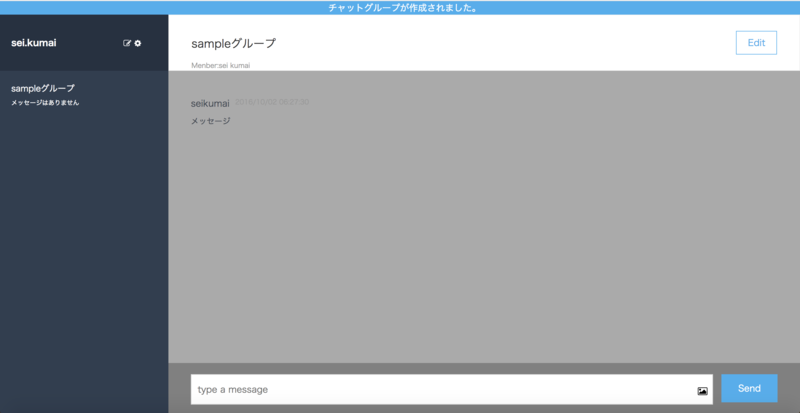 チャットグループが作成されました。
sei.kumai
sampleグループ
Edit
Menber:sei kumai
sampleグループ
メッセージはありません
seikumai
メッセージ
type a message
Send